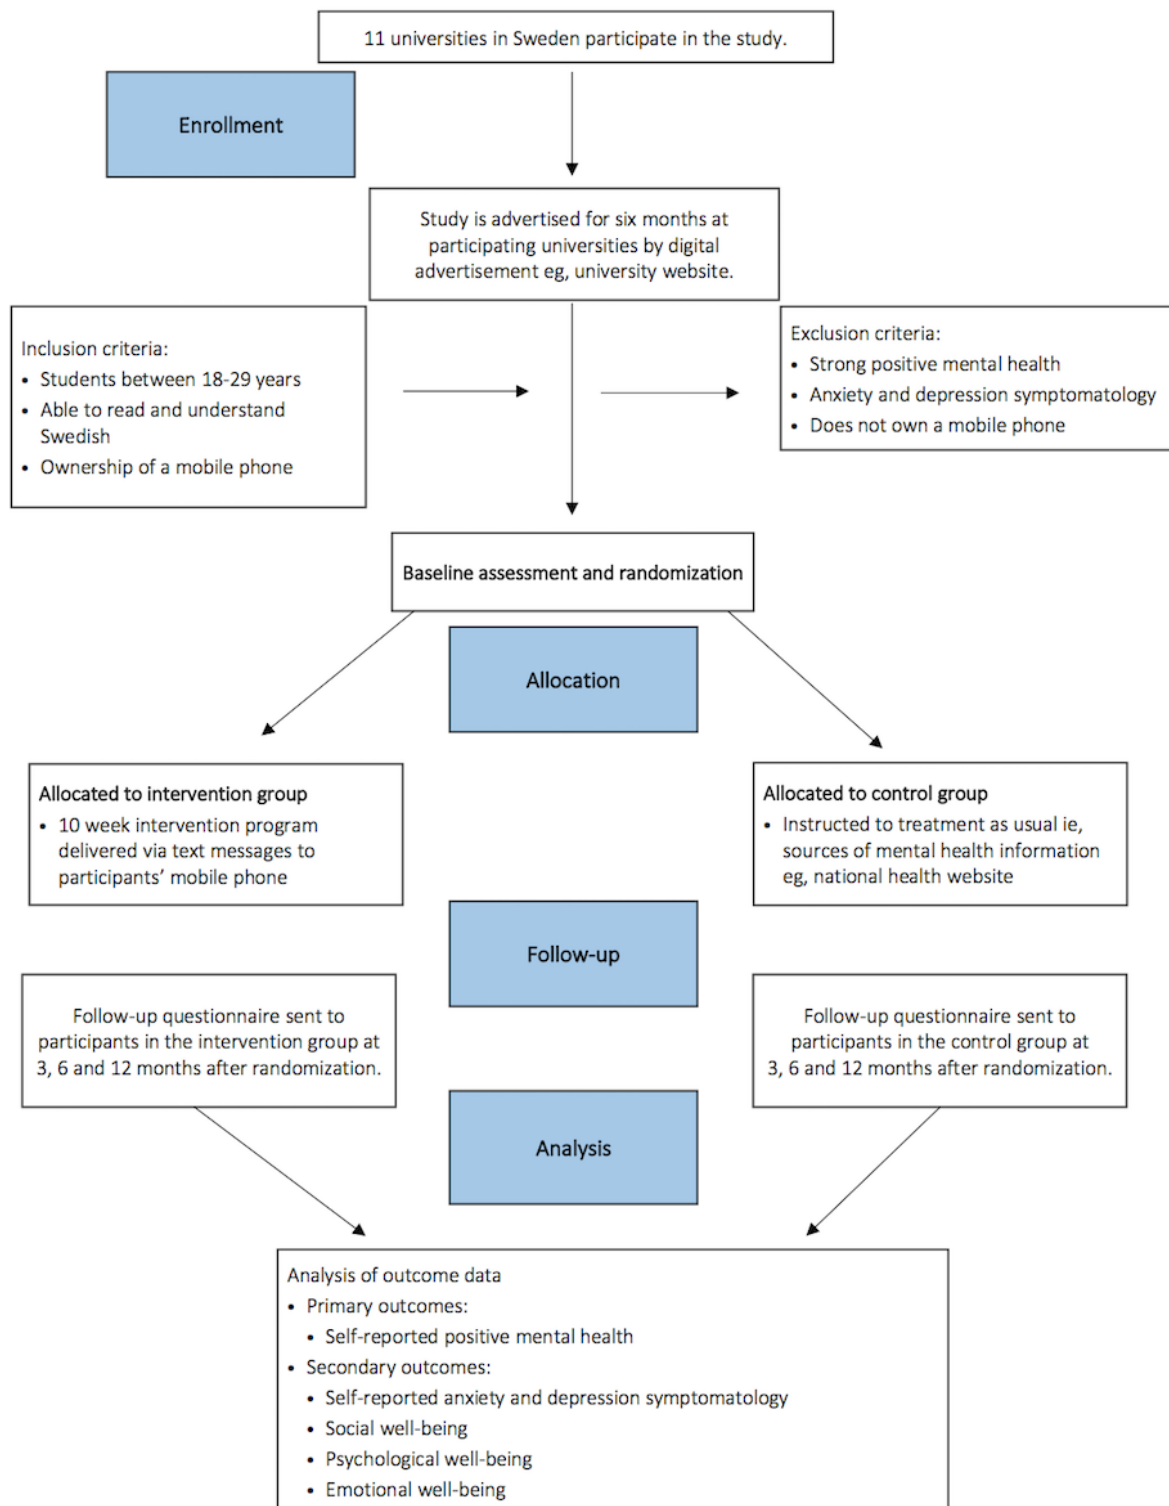 11 universities in Sweden participate in the study.
Enrollment
Study is advertised for six months at
participating universities by digital
advertisement eg, university website.
Inclusion criteria:
• Students between 18-29 years
• Able to read and understand
Swedish
• Ownership of a mobile phone
Exclusion criteria:
• Strong positive mental health
• Anxiety and depression symptomatology
• Does not own a mobile phone
Baseline assessment and randomization
Allocation
Allocated to intervention group
• 10 week intervention program
delivered via text messages to
participants' mobile phone
Allocated to control group
• Instructed to treatment as usual ie,
sources of mental health information
eg, national health website
Follow-up
Follow-up questionnaire sent to
participants in the intervention group at
3, 6 and 12 months after randomization.
Follow-up questionnaire sent to
participants in the control group at
3, 6 and 12 months after randomization.
Analysis
Analysis of outcome data
• Primary outcomes:
• Self-reported positive mental health
• Secondary outcomes:
• Self-reported anxiety and depression symptomatology
• Social well-being
• Psychological well-being
• Emotional well-being